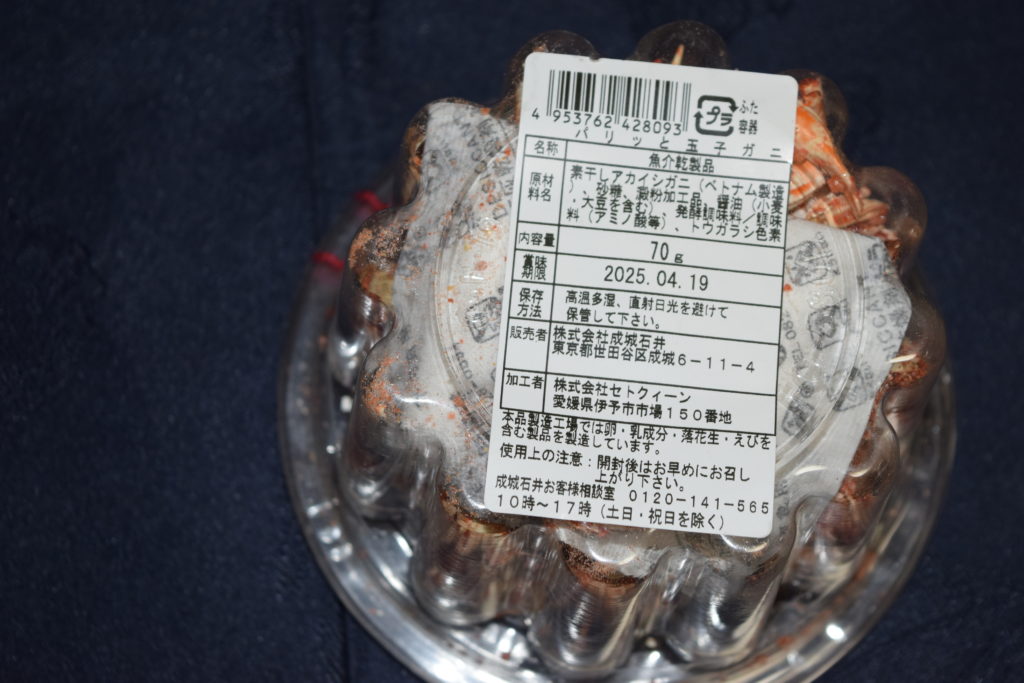 4 953762 428093
プラ
ふた
容器
パリッと玉子ガニ
名称 魚介乾製品
原材料名 素干しアカイシガニ（ベトナム製造
）、砂糖、澱粉加工品、醤油（小麦
・大豆を含む）、発酵調味料／調味
料（アミノ酸等）、トウガラシ色素
内容量 70g
賞味期限 2025.04.19
保存方法 高温多湿、直射日光を避けて
保管して下さい。
販売者 株式会社成城石井
東京都世田谷区成城6-11-4
加工者 株式会社セトクィーン
愛媛県伊予市市場150番地
本品製造工場では卵・乳成分・落花生・えびを
含む製品を製造しています。
使用上の注意：開封後はお早めにお召し
上がり下さい。
成城石井お客様相談室 0120-141-565
10時～17時（土日・祝日を除く）